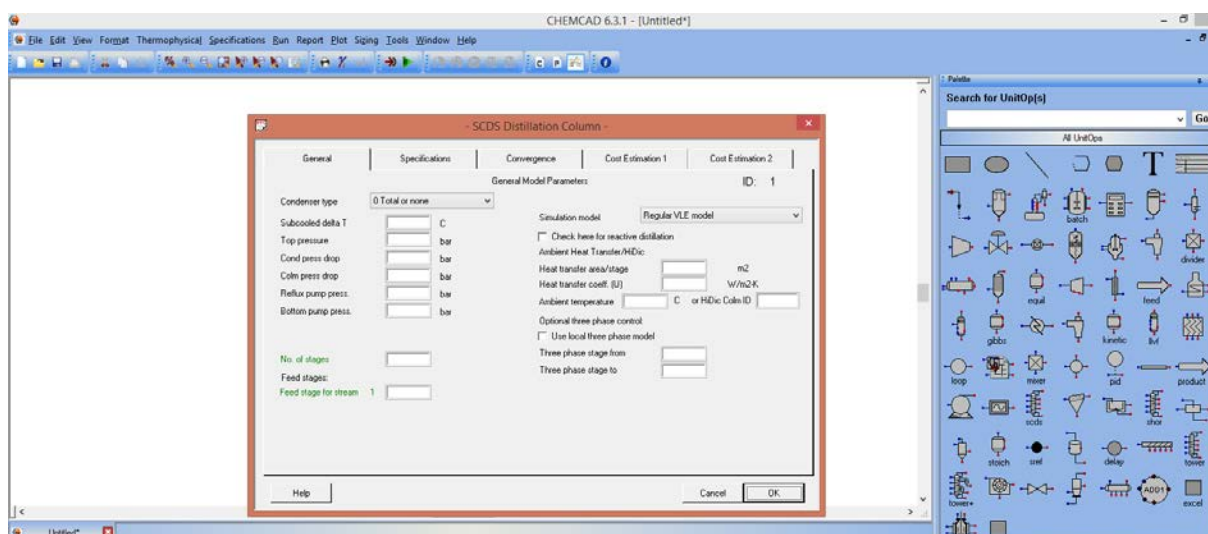 CHEMCAD 6.3.1 - [Untitled*]
File Edit View Format Thermophysical Specifications Run Report Plot Sizing Tools Window Help
C P
Palette
Search for UnitOp(s)
Go
All UnitOps
T
batch
divider
equil
feed
gibbs
kinetic
llvf
loop
mixer
pid
product
scds
shor
stoich
sref
delay
tower
tower+
ADD1
excel
- SCDS Distillation Column -
General Specifications Convergence Cost Estimation 1 Cost Estimation 2
General Model Parameters ID: 1
Condenser type 0 Total or none
Subcooled delta T C
Top pressure bar
Cond press drop bar
Colm press drop bar
Reflux pump press. bar
Bottom pump press. bar
No. of stages
Feed stages:
Feed stage for stream 1
Simulation model Regular VLE model
Check here for reactive distillation
Ambient Heat Transfer/HiDic
Heat transfer area/stage m2
Heat transfer coeff. (U) W/m2-K
Ambient temperature C or HiDic Colm ID
Optional three phase control:
Use local three phase model
Three phase stage from
Three phase stage to
Help Cancel OK
Untitled*